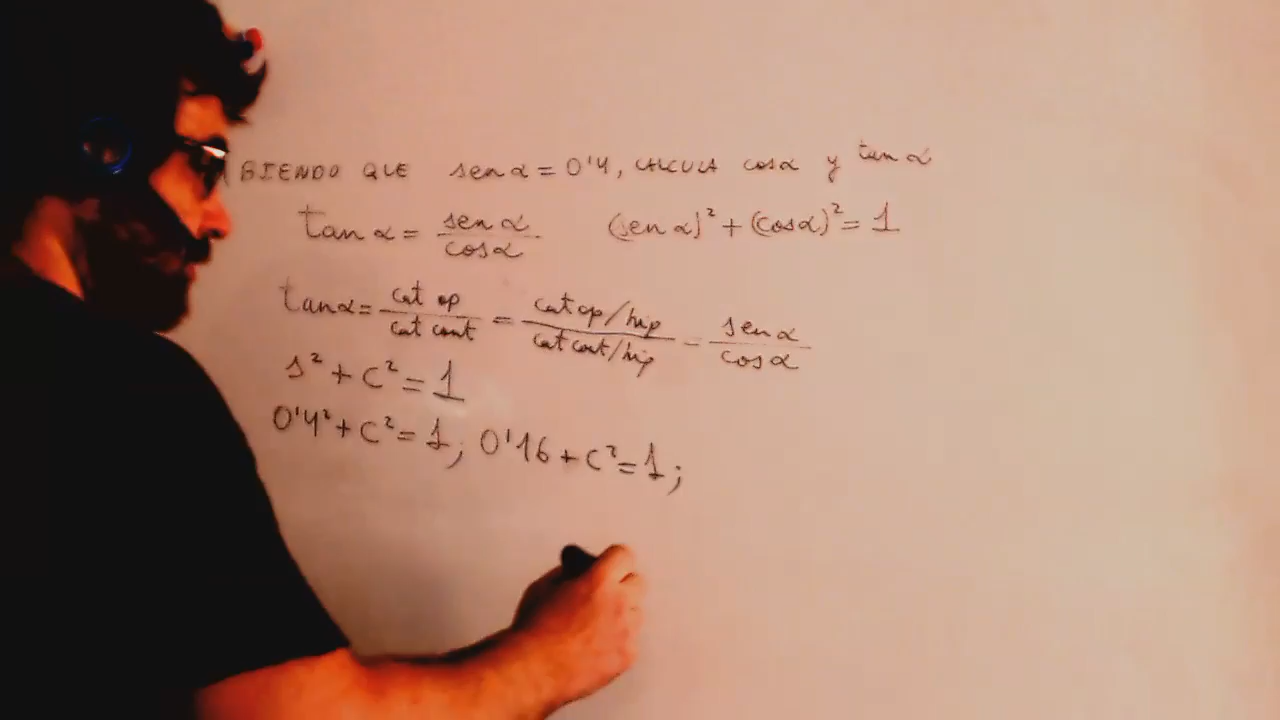 BIENDO QUE sen α = 0'4, CALCULA cos α y tan α
tan α = sen α / cos α (sen α)² + (cos α)² = 1
tan α = cat op / cat cont = cat op/hip / cat cont/hip = sen α / cos α
s² + c² = 1
0'4² + c² = 1; 0'16 + c² = 1;